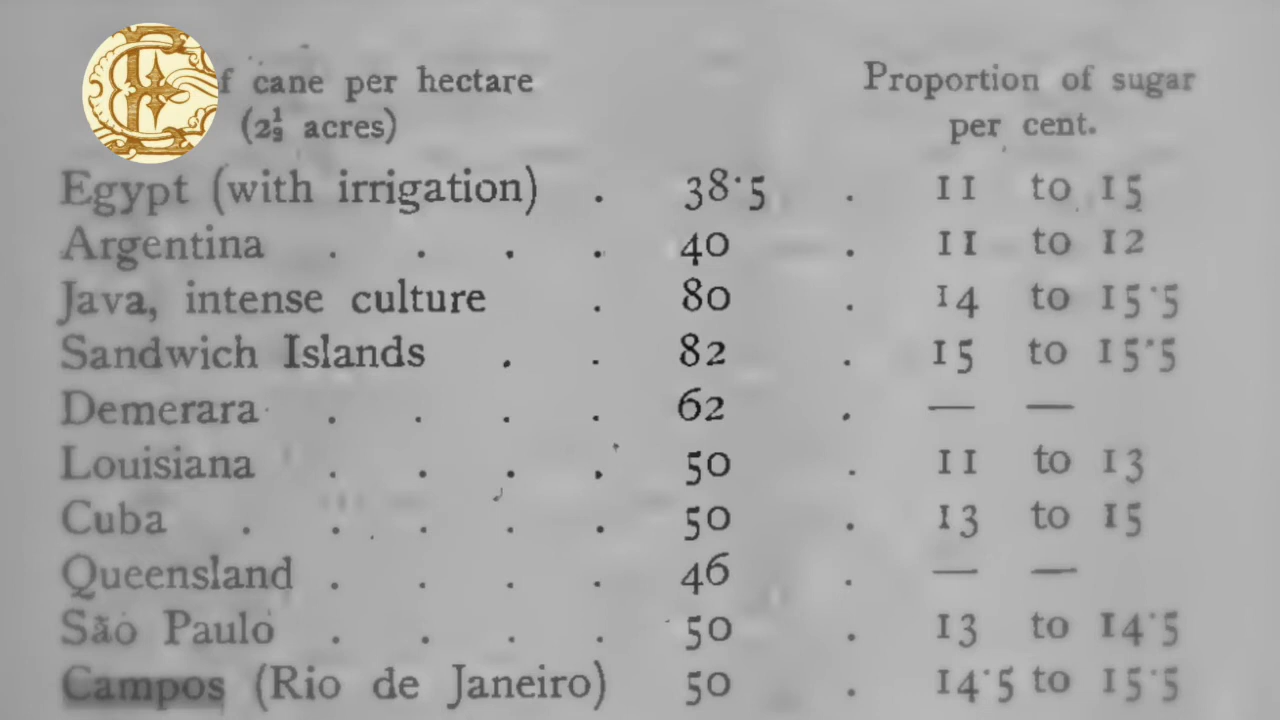 cane per hectare Proportion of sugar
(2 1/9 acres) per cent.
Egypt (with irrigation) . 38·5 . 11 to 15
Argentina . . . . 40 . 11 to 12
Java, intense culture . 80 . 14 to 15·5
Sandwich Islands . . 82 . 15 to 15·5
Demerara . . . . 62 . — —
Louisiana . . . . 50 . 11 to 13
Cuba . . . . . 50 . 13 to 15
Queensland . . . . 46 . — —
São Paulo . . . . 50 . 13 to 14·5
Campos (Rio de Janeiro) 50 . 14·5 to 15·5